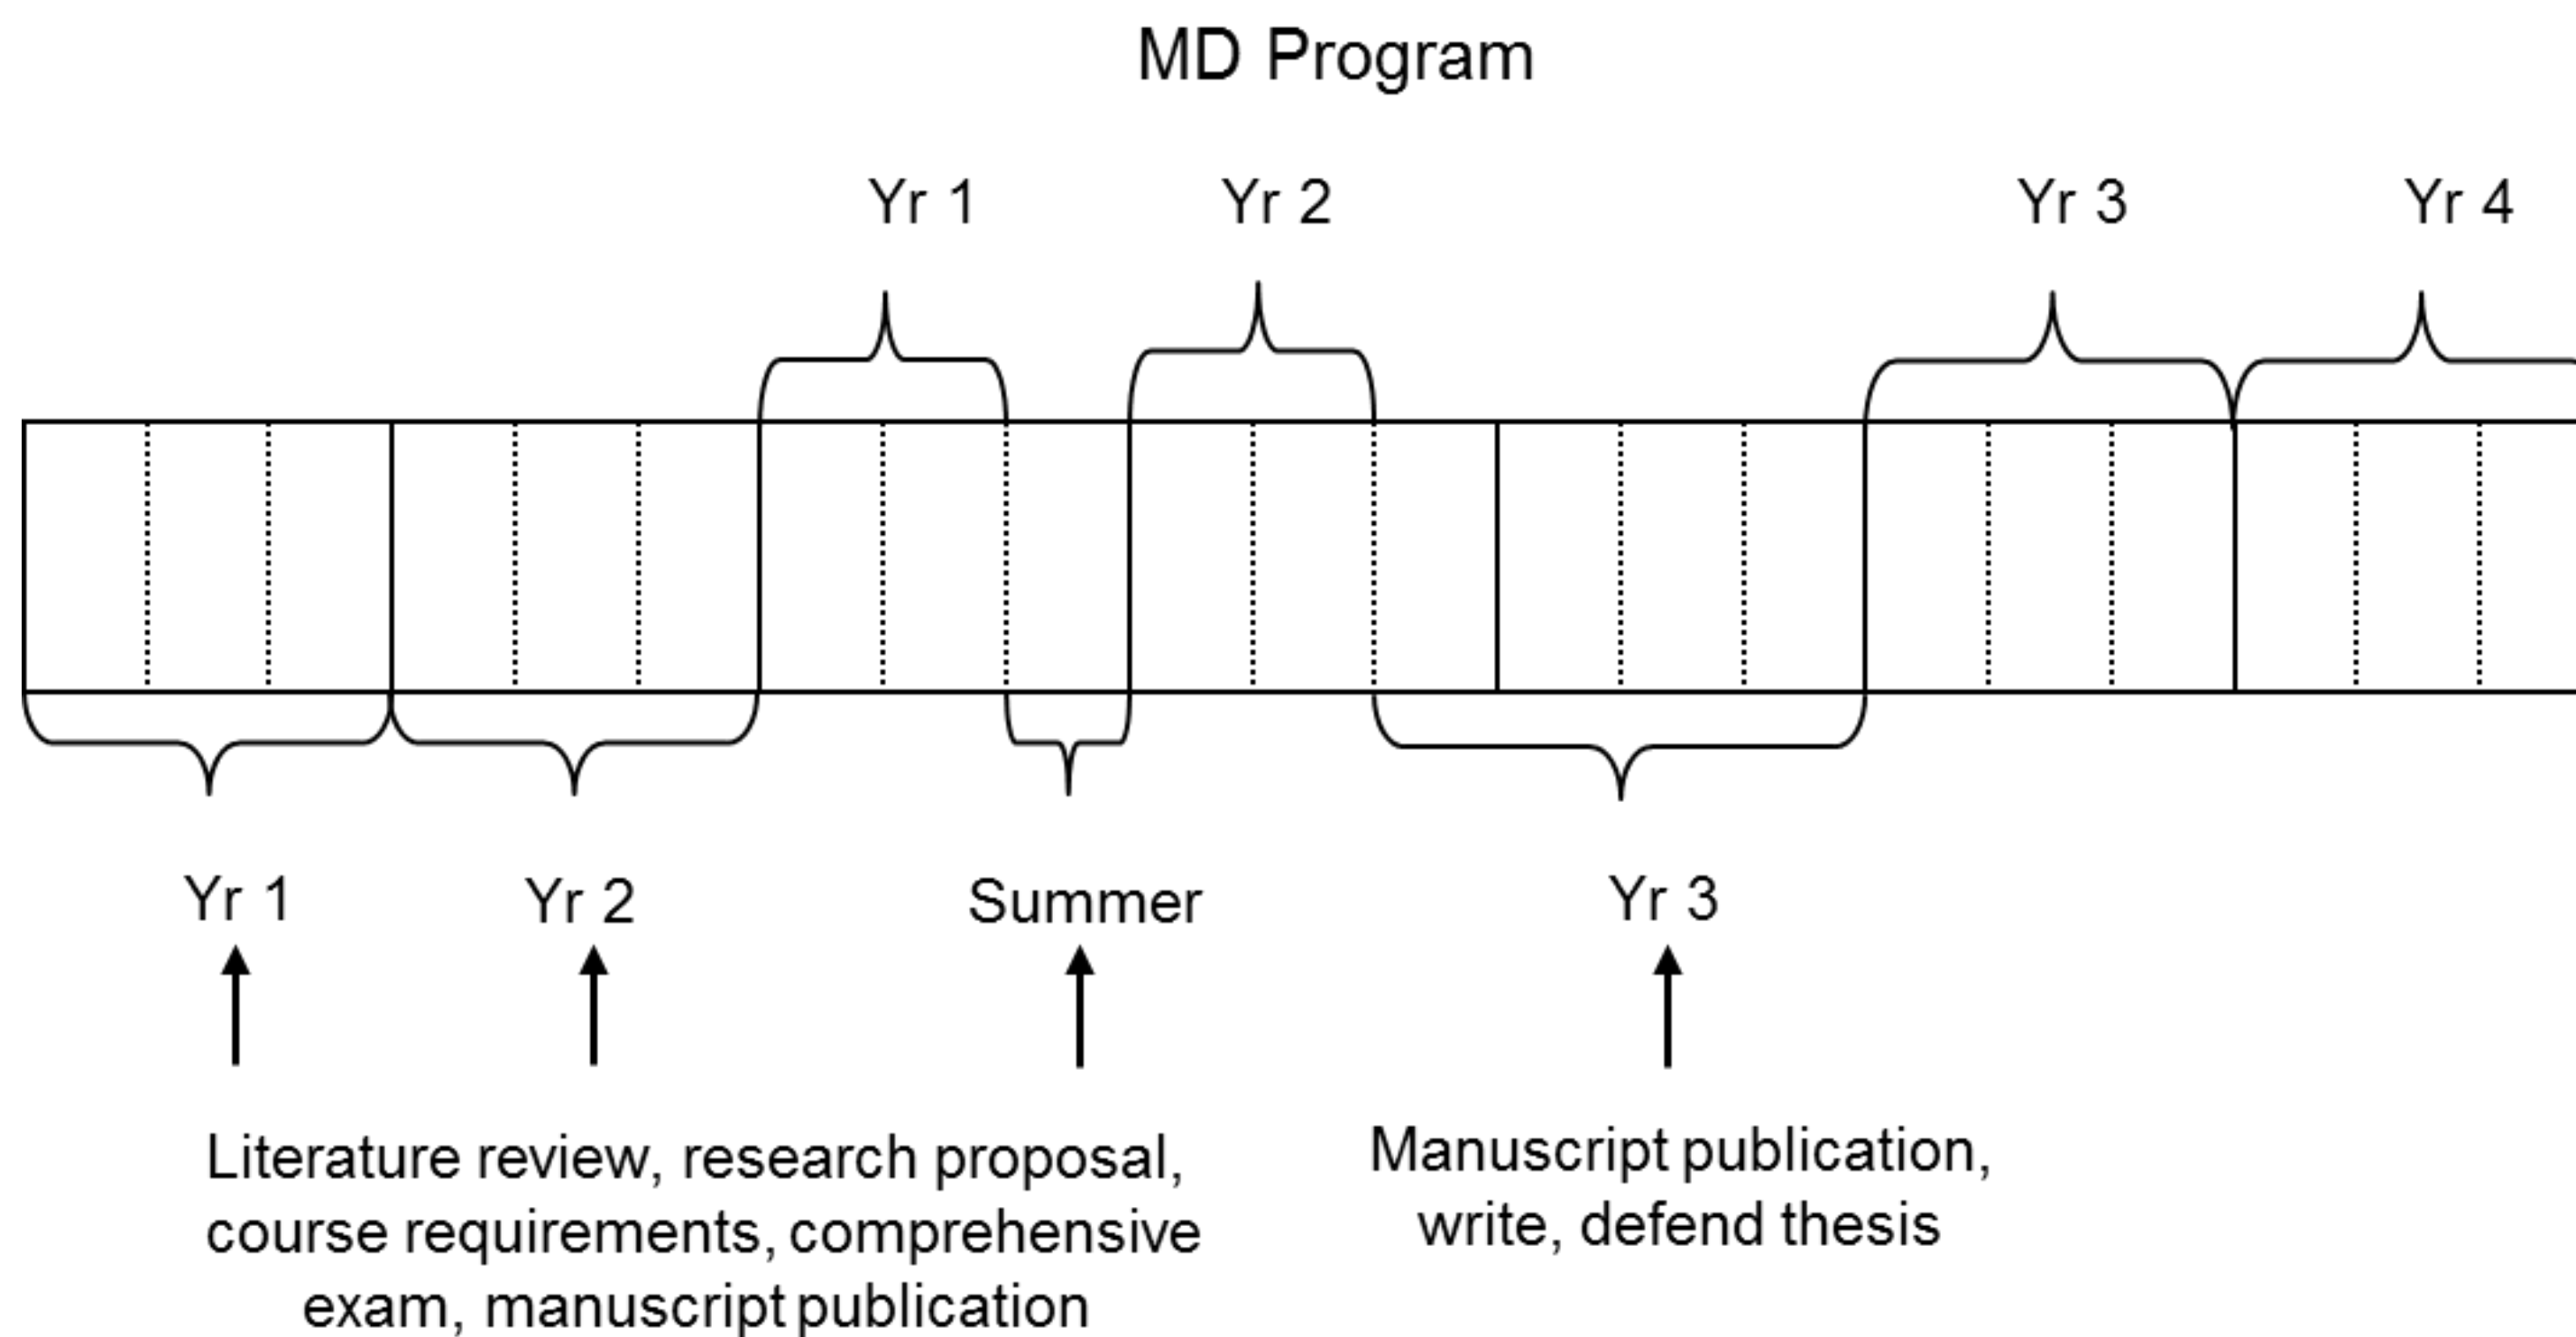 MD Program
Yr 1 Yr 2 Yr 3 Yr 4
Yr 1 Yr 2 Summer Yr 3
Literature review, research proposal,
course requirements, comprehensive
exam, manuscript publication
Manuscript publication,
write, defend thesis